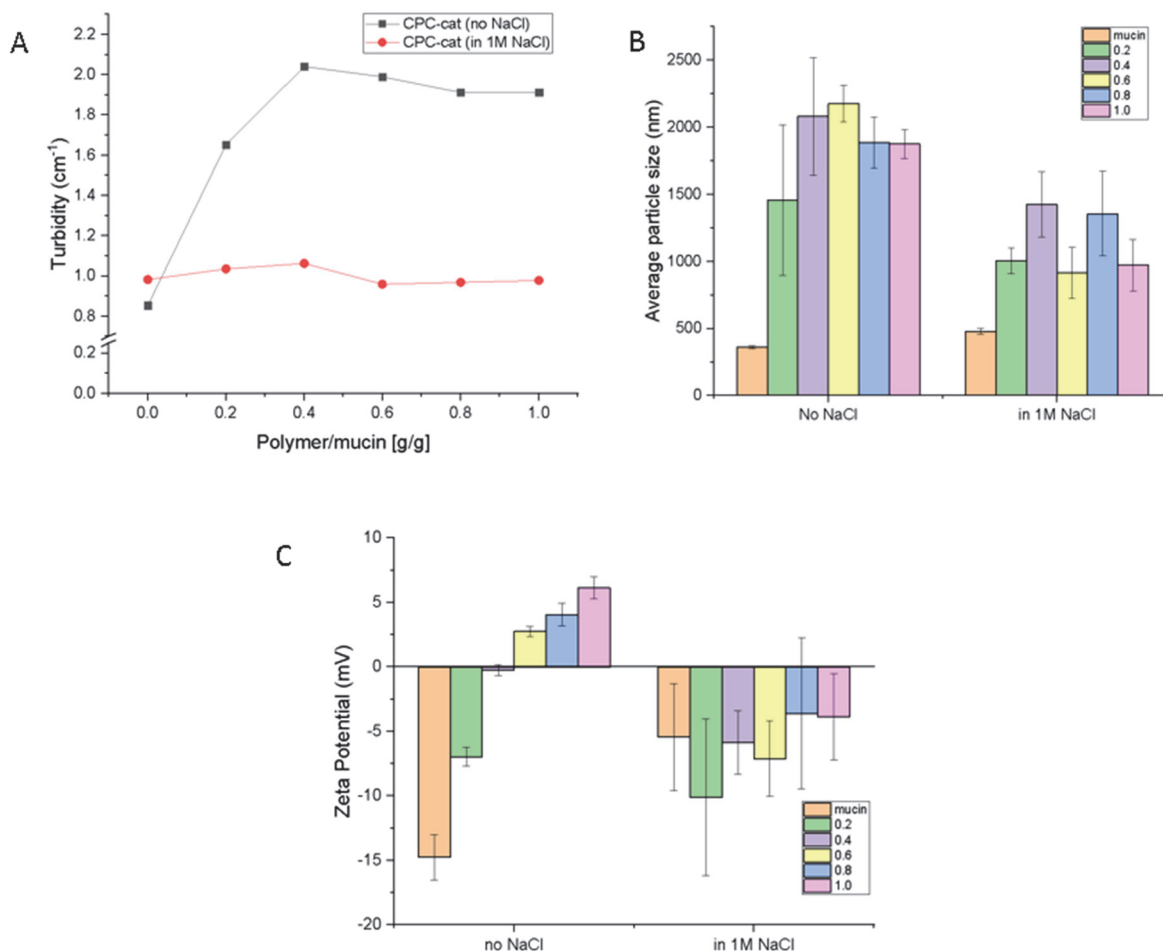 A
CPC-cat (no NaCl)
CPC-cat (in 1M NaCl)
2.2
2.0
1.8
1.6
1.4
1.2
1.0
0.8
0.2
0.0
Turbidity (cm⁻¹)
0.0 0.2 0.4 0.6 0.8 1.0
Polymer/mucin [g/g]
B
mucin
0.2
0.4
0.6
0.8
1.0
2500
2000
1500
1000
500
0
Average particle size (nm)
No NaCl in 1M NaCl
C
10
5
0
-5
-10
-15
-20
Zeta Potential (mV)
mucin
0.2
0.4
0.6
0.8
1.0
no NaCl in 1M NaCl